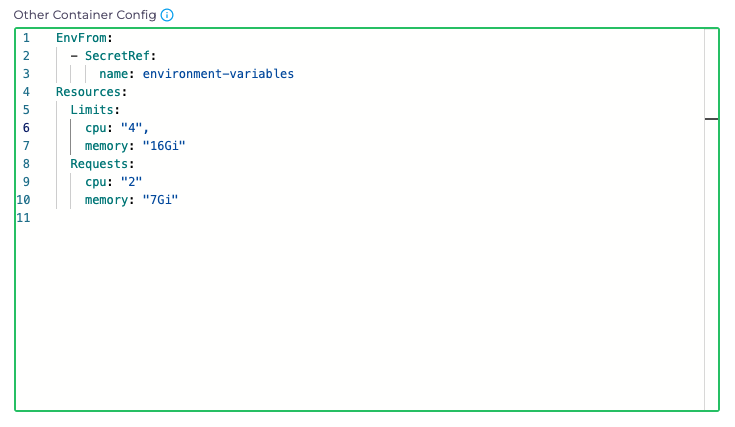 Other Container Config
1 EnvFrom:
2 - SecretRef:
3 name: environment-variables
4 Resources:
5 Limits:
6 cpu: "4",
7 memory: "16Gi"
8 Requests:
9 cpu: "2"
10 memory: "7Gi"
11